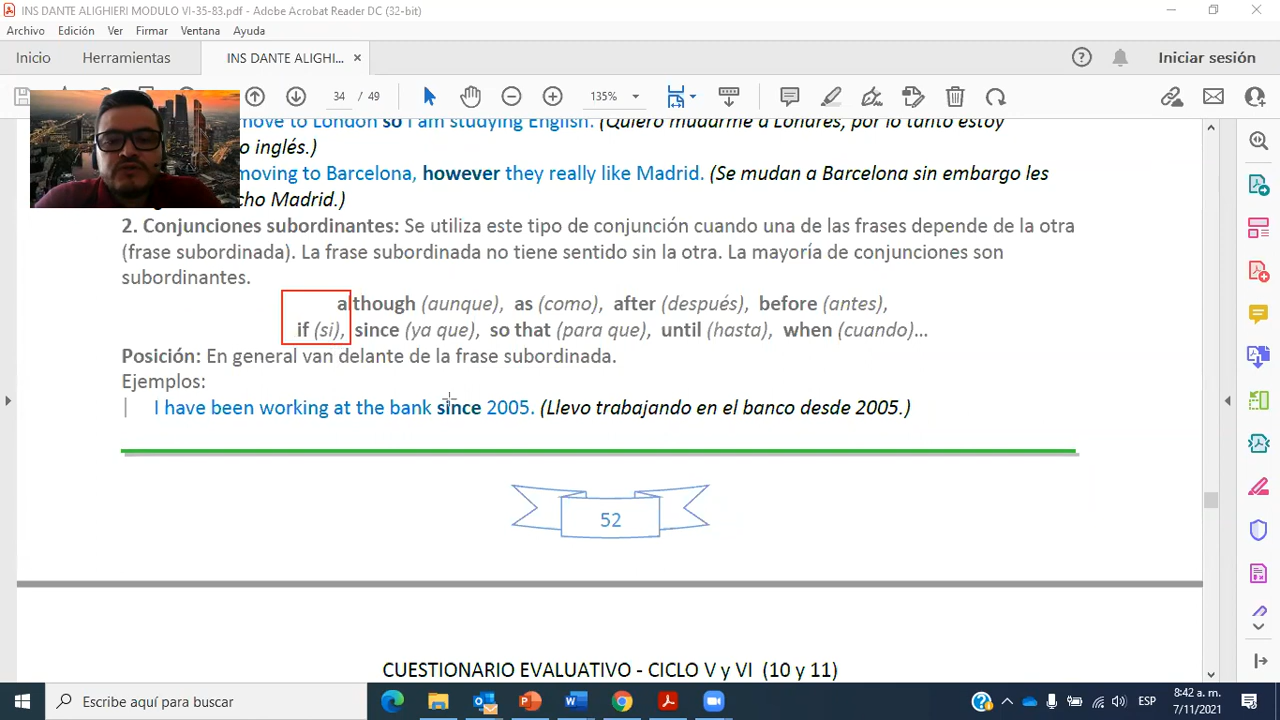 INS DANTE ALIGHIERI MODULO VI-35-83.pdf - Adobe Acrobat Reader DC (32-bit)
Archivo Edición Ver Firmar Ventana Ayuda
Inicio Herramientas INS DANTE ALIGHI... × Iniciar sesión
34 / 49 135%
move to London so I am studying English. (Quiero mudarme a Londres, por lo tanto estoy
o inglés.)
moving to Barcelona, however they really like Madrid. (Se mudan a Barcelona sin embargo les
cho Madrid.)
2. Conjunciones subordinantes: Se utiliza este tipo de conjunción cuando una de las frases depende de la otra
(frase subordinada). La frase subordinada no tiene sentido sin la otra. La mayoría de conjunciones son
subordinantes.
although (aunque), as (como), after (después), before (antes),
if (si), since (ya que), so that (para que), until (hasta), when (cuando)...
Posición: En general van delante de la frase subordinada.
Ejemplos:
I have been working at the bank since 2005. (Llevo trabajando en el banco desde 2005.)
52
CUESTIONARIO EVALUATIVO - CICLO V y VI (10 y 11)
Escribe aquí para buscar
ESP
8:42 a. m.
7/11/2021